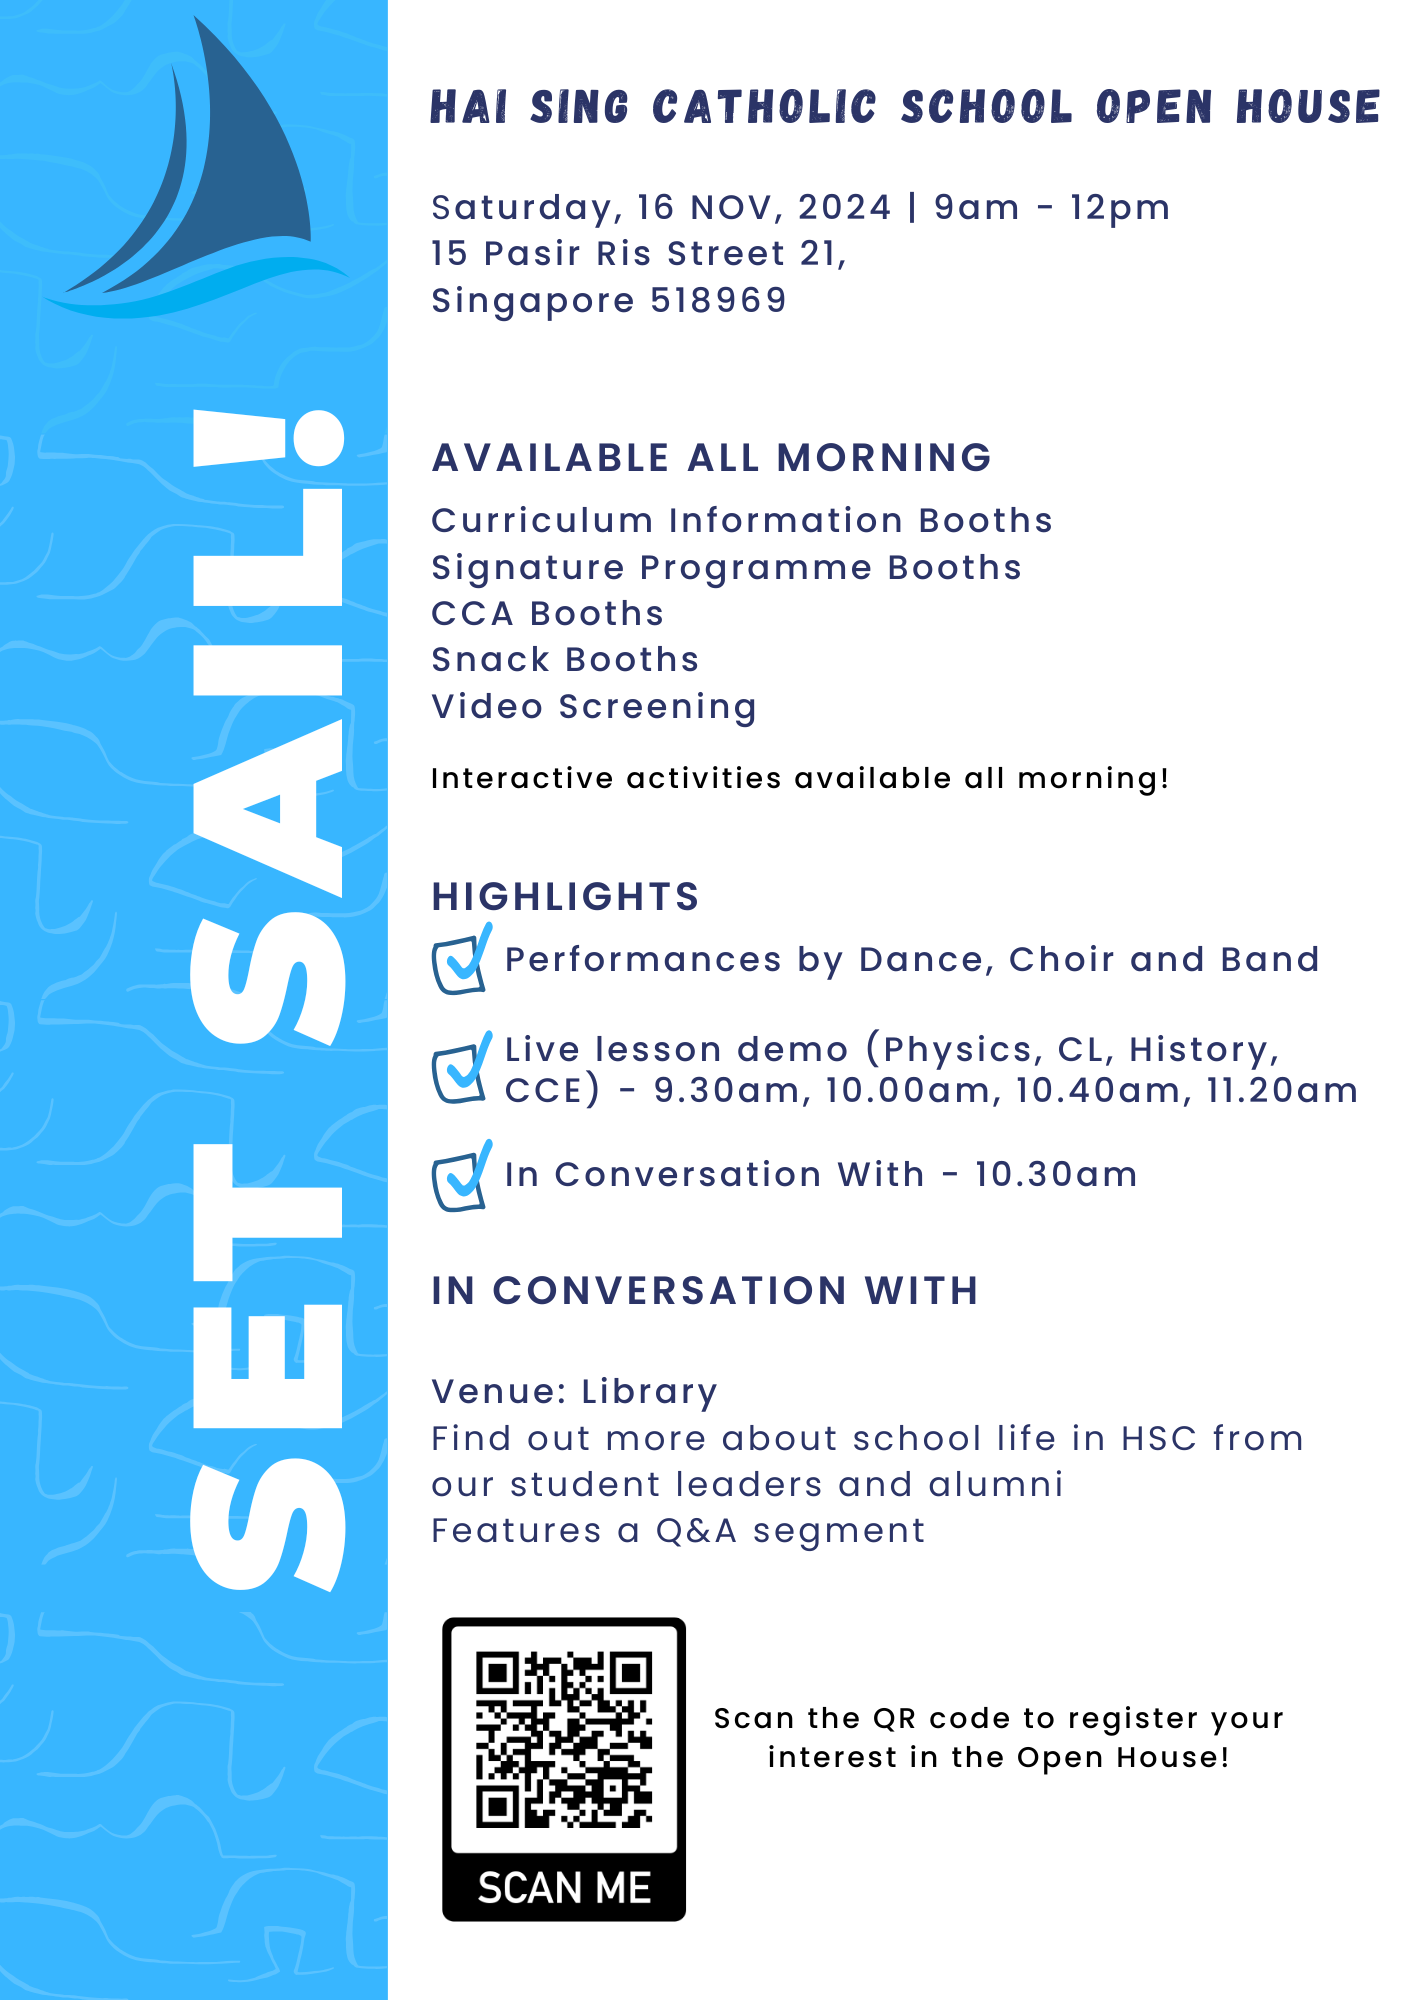 SET SAIL!
HAI SING CATHOLIC SCHOOL OPEN HOUSE
Saturday, 16 NOV, 2024 | 9am - 12pm
15 Pasir Ris Street 21,
Singapore 518969
AVAILABLE ALL MORNING
Curriculum Information Booths
Signature Programme Booths
CCA Booths
Snack Booths
Video Screening
Interactive activities available all morning!
HIGHLIGHTS
Performances by Dance, Choir and Band
Live lesson demo (Physics, CL, History,
CCE) - 9.30am, 10.00am, 10.40am, 11.20am
In Conversation With - 10.30am
IN CONVERSATION WITH
Venue: Library
Find out more about school life in HSC from
our student leaders and alumni
Features a Q&A segment
Scan the QR code to register your
interest in the Open House!
SCAN ME